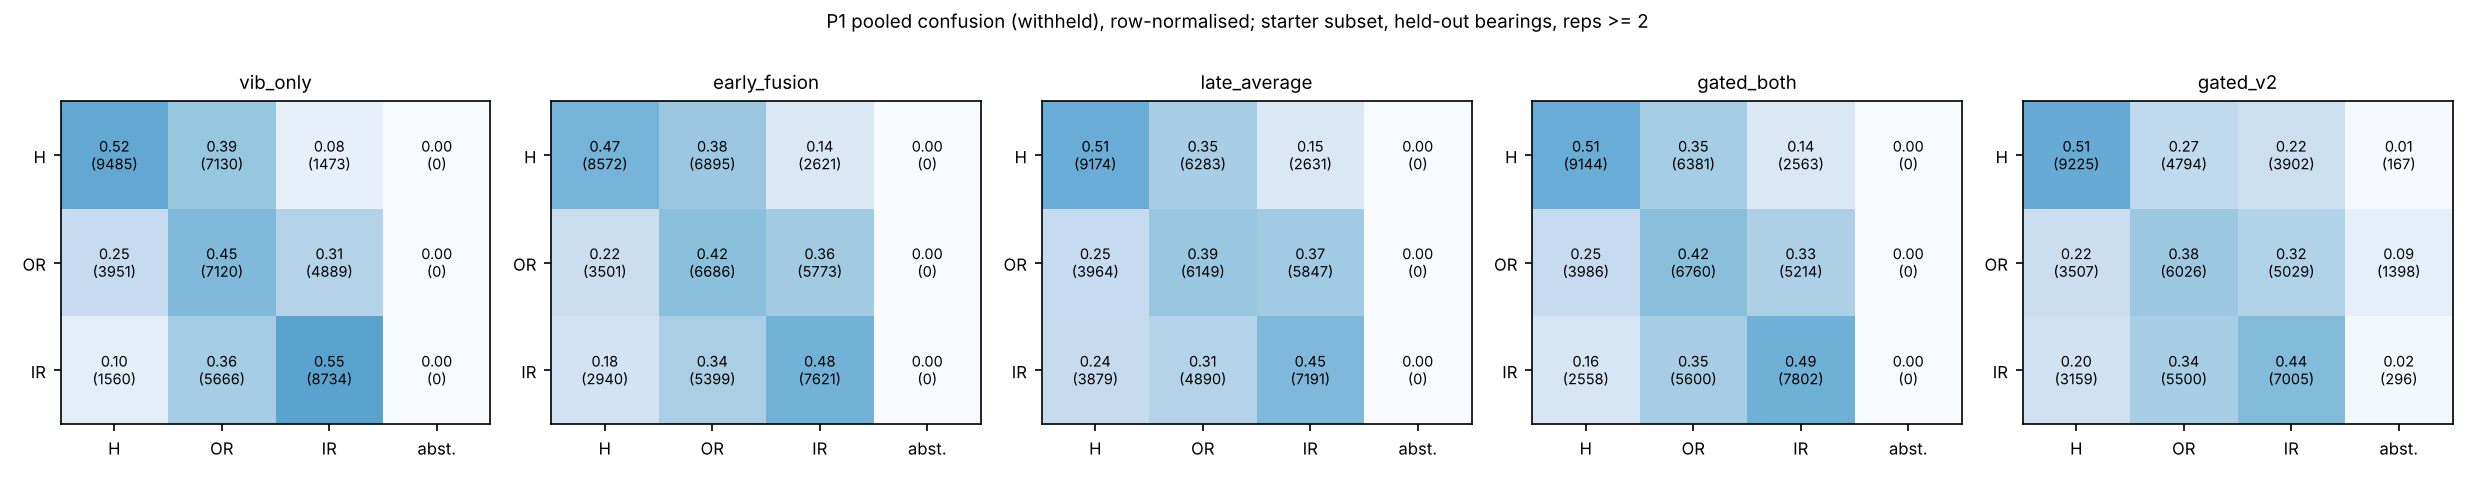 P1 pooled confusion (withheld), row-normalised; starter subset, held-out bearings, reps >= 2
vib_only
H
0.52 0.39 0.08 0.00
(9485) (7130) (1473) (0)
OR
0.25 0.45 0.31 0.00
(3951) (7120) (4889) (0)
IR
0.10 0.36 0.55 0.00
(1560) (5666) (8734) (0)
H OR IR abst.
early_fusion
H
0.47 0.38 0.14 0.00
(8572) (6895) (2621) (0)
OR
0.22 0.42 0.36 0.00
(3501) (6686) (5773) (0)
IR
0.18 0.34 0.48 0.00
(2940) (5399) (7621) (0)
H OR IR abst.
late_average
H
0.51 0.35 0.15 0.00
(9174) (6283) (2631) (0)
OR
0.25 0.39 0.37 0.00
(3964) (6149) (5847) (0)
IR
0.24 0.31 0.45 0.00
(3879) (4890) (7191) (0)
H OR IR abst.
gated_both
H
0.51 0.35 0.14 0.00
(9144) (6381) (2563) (0)
OR
0.25 0.42 0.33 0.00
(3986) (6760) (5214) (0)
IR
0.16 0.35 0.49 0.00
(2558) (5600) (7802) (0)
H OR IR abst.
gated_v2
H
0.51 0.27 0.22 0.01
(9225) (4794) (3902) (167)
OR
0.22 0.38 0.32 0.09
(3507) (6026) (5029) (1398)
IR
0.20 0.34 0.44 0.02
(3159) (5500) (7005) (296)
H OR IR abst.